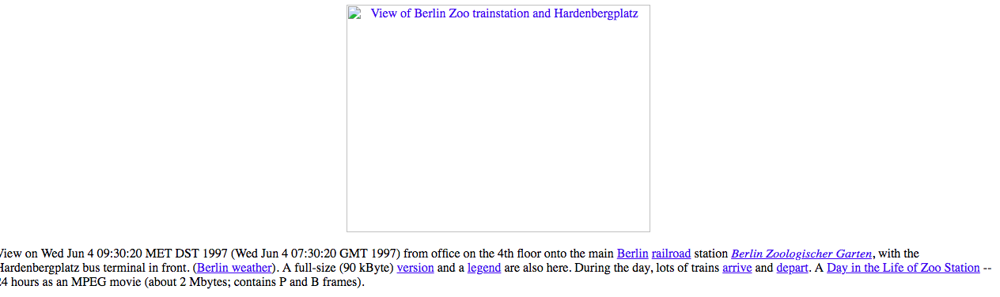 View of Berlin Zoo trainstation and Hardenbergplatz
View on Wed Jun 4 09:30:20 MET DST 1997 (Wed Jun 4 07:30:20 GMT 1997) from office on the 4th floor onto the main Berlin railroad station Berlin Zoologischer Garten, with the
Hardenbergplatz bus terminal in front. (Berlin weather). A full-size (90 kByte) version and a legend are also here. During the day, lots of trains arrive and depart. A Day in the Life of Zoo Station --
24 hours as an MPEG movie (about 2 Mbytes; contains P and B frames).